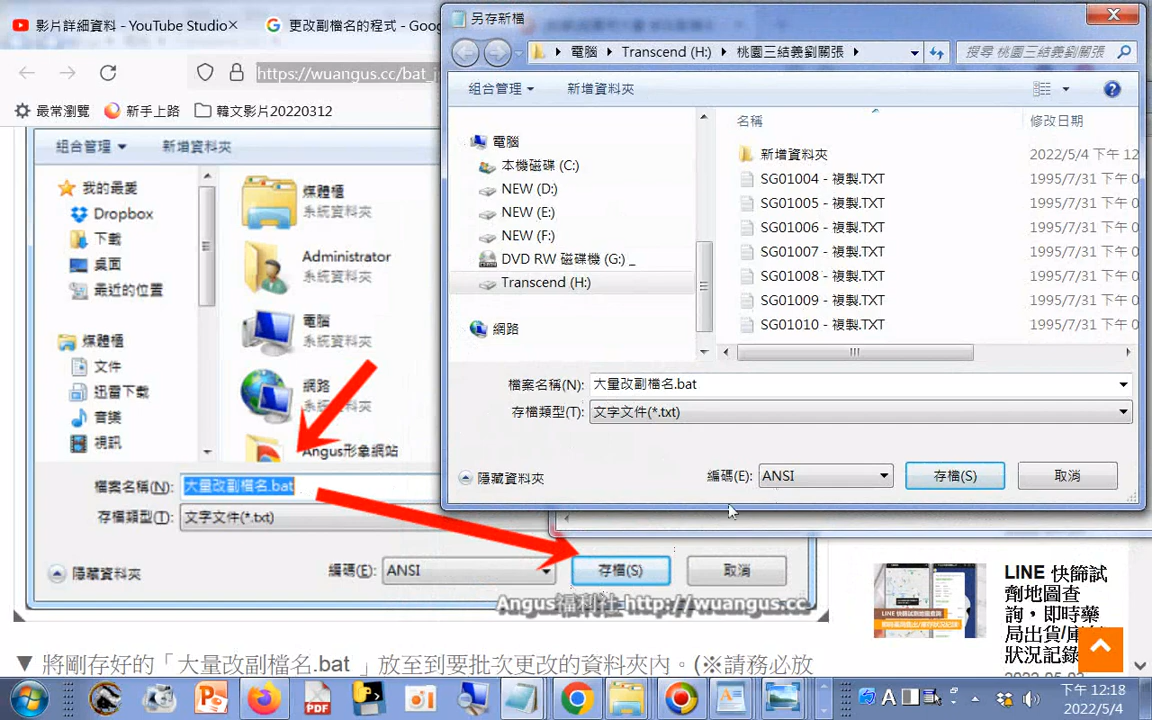 影片詳細資料 - YouTube Studio
更改副檔名的程式 - Goog
https://wuangus.cc/bat_j
最常瀏覽
新手上路
韓文影片20220312
組合管理
新增資料夾
我的最愛
Dropbox
下載
桌面
最近的位置
媒體櫃
文件
迅雷下載
音樂
視訊
媒體櫃
系統資料夾
Administrator
系統資料夾
電腦
系統資料夾
網路
系統資料夾
Angus形象網站
檔案名稱(N):
大量改副檔名.bat
存檔類型(T):
文字文件(*.txt)
隱藏資料夾
編碼(E):
ANSI
存檔(S)
取消
Angus福利社 http://wuangus.cc
▼ 將剛存好的「大量改副檔名.bat 」放至到要批次更改的資料夾內。(※請務必放
另存新檔
電腦
Transcend (H:)
桃園三結義劉關張
搜尋 桃園三結義劉關張
組合管理
新增資料夾
電腦
本機磁碟 (C:)
NEW (D:)
NEW (E:)
NEW (F:)
DVD RW 磁碟機 (G:) _
Transcend (H:)
網路
名稱
修改日期
新增資料夾
2022/5/4 下午 12
SG01004 - 複製.TXT
1995/7/31 下午 0
SG01005 - 複製.TXT
1995/7/31 下午 0
SG01006 - 複製.TXT
1995/7/31 下午 0
SG01007 - 複製.TXT
1995/7/31 下午 0
SG01008 - 複製.TXT
1995/7/31 下午 0
SG01009 - 複製.TXT
1995/7/31 下午 0
SG01010 - 複製.TXT
1995/7/31 下午 0
檔案名稱(N):
大量改副檔名.bat
存檔類型(T):
文字文件(*.txt)
隱藏資料夾
編碼(E):
ANSI
存檔(S)
取消
LINE 快篩試
劑地圖查
詢，即時藥
局出貨/庫存
狀況記錄
下午 12:18
2022/5/4